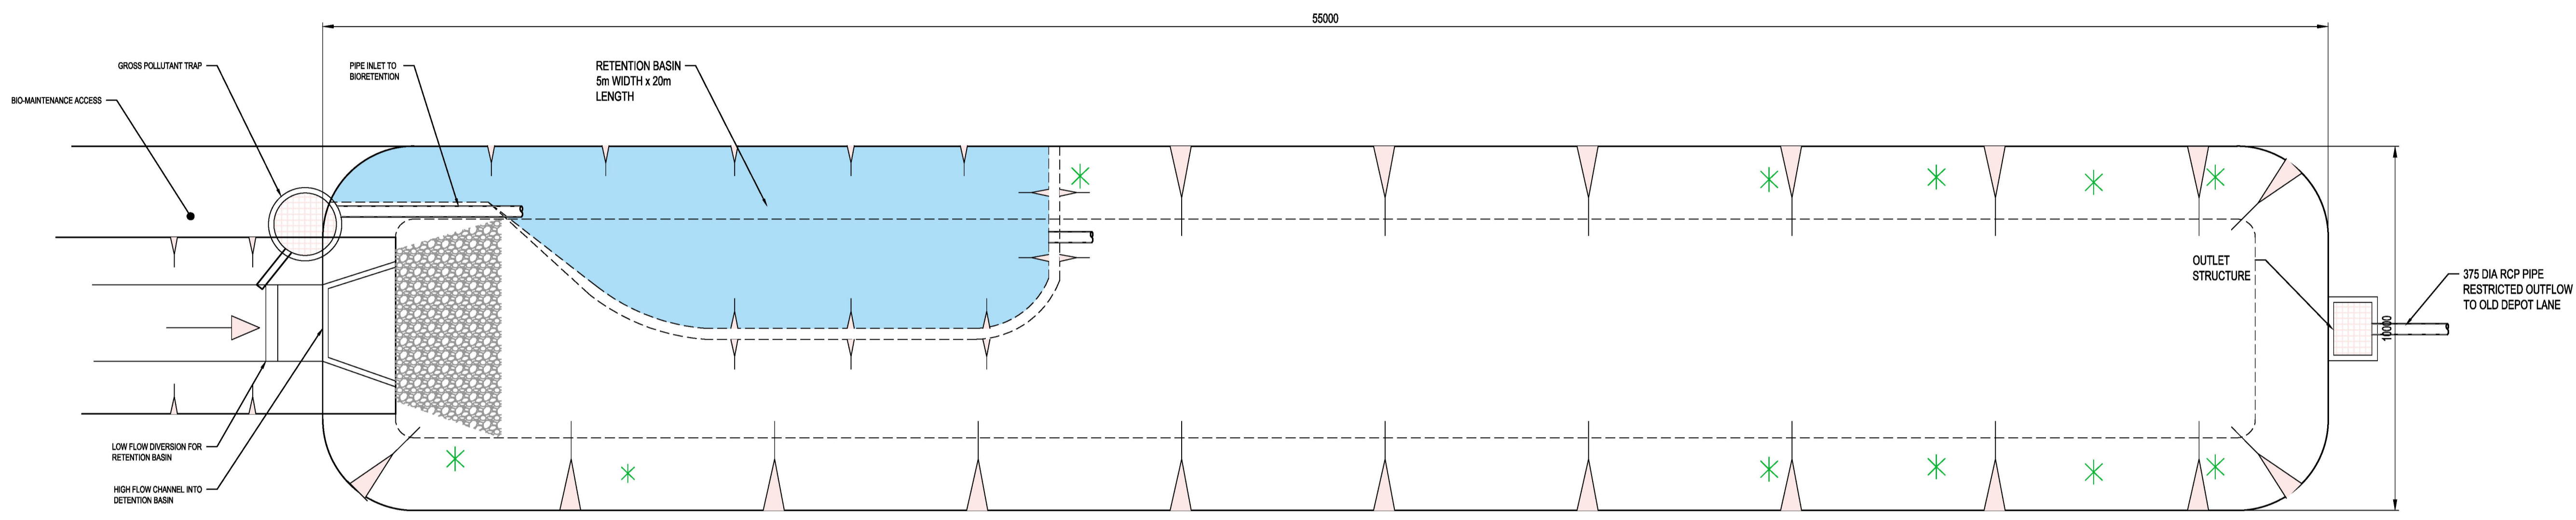 55000
GROSS POLLUTANT TRAP
PIPE INLET TO
BIORETENTION
RETENTION BASIN
5m WIDTH x 20m
LENGTH
BIO-MAINTENANCE ACCESS
OUTLET
STRUCTURE
375 DIA RCP PIPE
RESTRICTED OUTFLOW
TO OLD DEPOT LANE
10000
LOW FLOW DIVERSION FOR
RETENTION BASIN
HIGH FLOW CHANNEL INTO
DETENTION BASIN